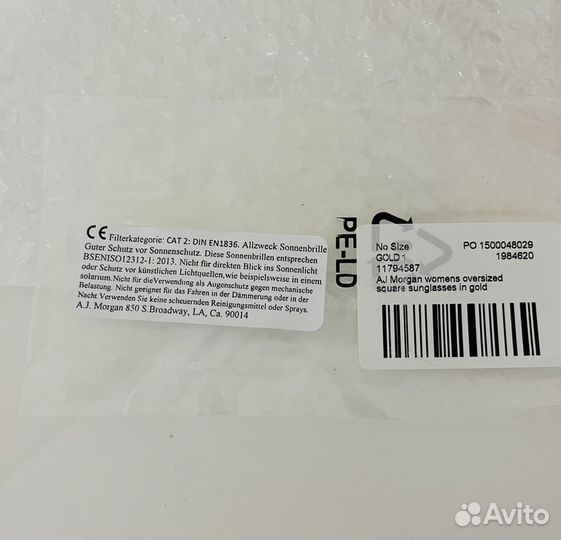 CE Filterkategorie: CAT 2: DIN EN1836. Allzweck Sonnenbrille
Guter Schutz vor Sonnenschutz. Diese Sonnenbrillen entsprechen
BSENISO12312-1: 2013. Nicht für direkten Blick ins Sonnenlicht
oder Schutz vor künstlichen Lichtquellen,wie beispielsweise in einem
solarium.Nicht für dieVerwendung als Augenschutz gegen mechanische
Belastung. Nicht geeignet für das Fahren in der Dämmerung oder in der
Nacht.Verwenden Sie keine scheuernden Reinigungsmittel oder Sprays.
A.J. Morgan 850 S.Broadway, LA, Ca. 90014
PE-LD
No Size PO 1500048029
GOLD 1 1984620
11794587
AJ Morgan womens oversized
square sunglasses in gold
Avito